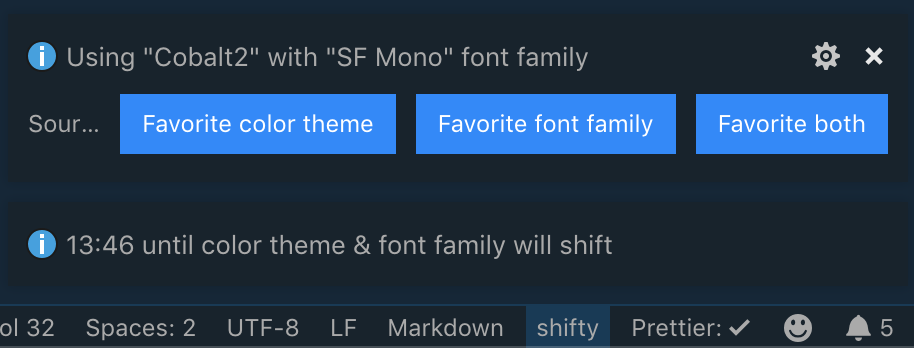 Using "Cobalt2" with "SF Mono" font family
Sour... Favorite color theme Favorite font family Favorite both
13:46 until color theme & font family will shift
ol 32 Spaces: 2 UTF-8 LF Markdown shifty Prettier: ✓ 5